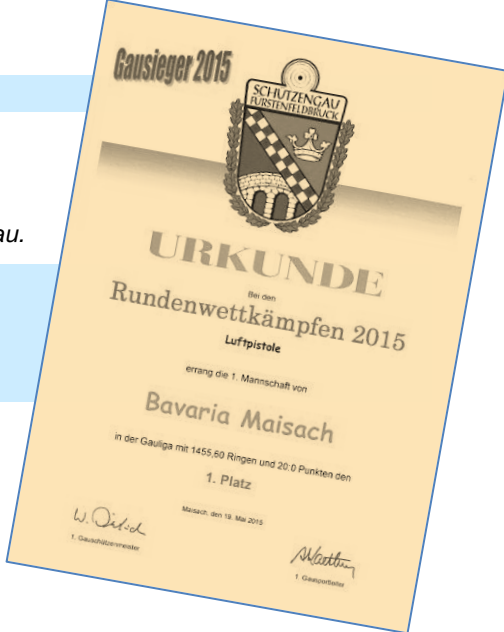 Gausieger 2015
SCHÜTZENGAU
FÜRSTENFELDBRUCK
au.
URKUNDE
Bei den
Rundenwettkämpfen 2015
Luftpistole
errang die 1. Mannschaft von
Bavaria Maisach
in der Gauliga mit 1455,60 Ringen und 20:0 Punkten den
1. Platz
Maisach, den 19. Mai 2015
1. Gauschützenmeister
1. Gausportleiter